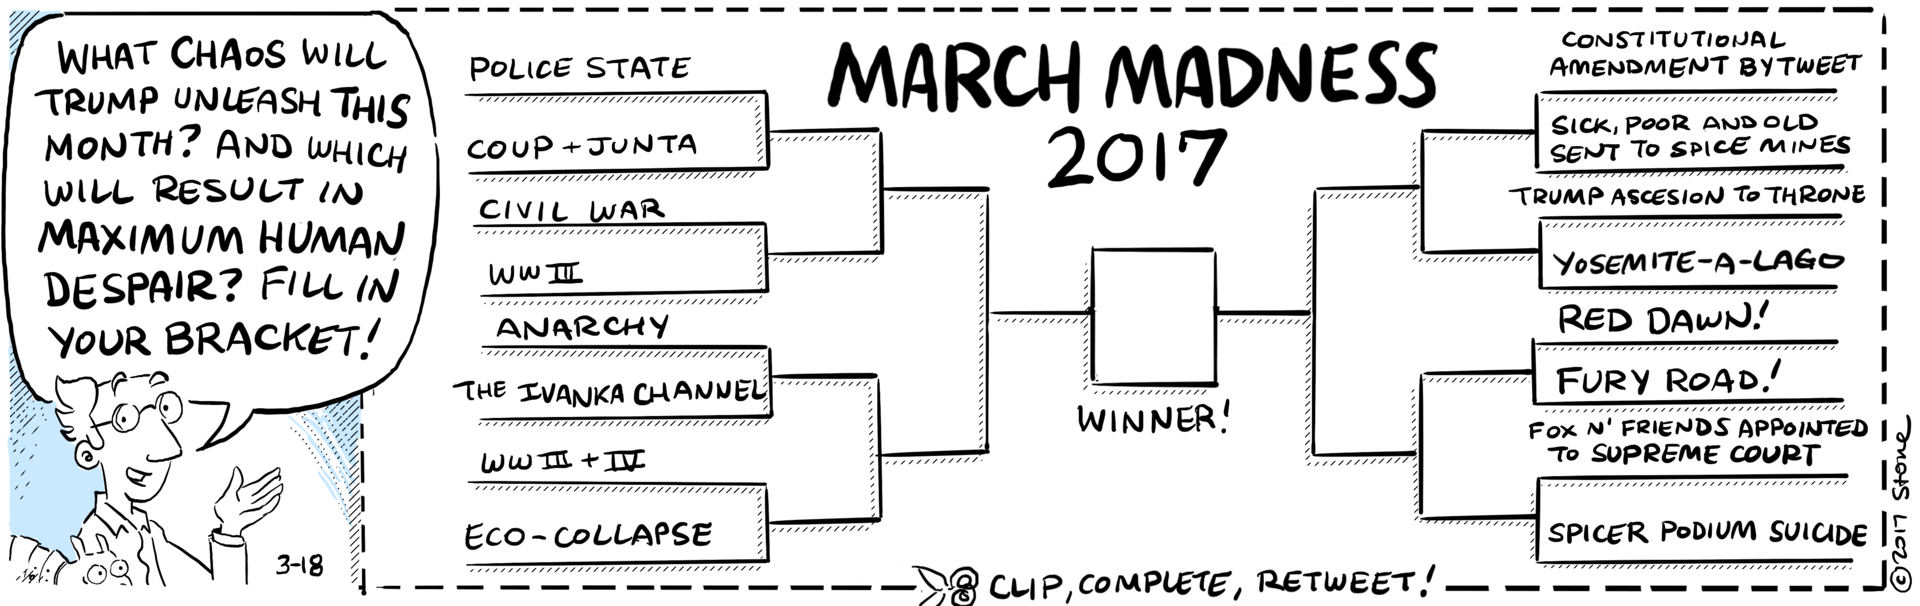 WHAT CHAOS WILL
TRUMP UNLEASH THIS
MONTH? AND WHICH
WILL RESULT IN
MAXIMUM HUMAN
DESPAIR? FILL IN
YOUR BRACKET!
3-18
MARCH MADNESS
2017
POLICE STATE
COUP + JUNTA
CIVIL WAR
WW III
ANARCHY
THE IVANKA CHANNEL
WW III + IV
ECO-COLLAPSE
WINNER!
CONSTITUTIONAL
AMENDMENT BY TWEET
SICK, POOR AND OLD
SENT TO SPICE MINES
TRUMP ASCESION TO THRONE
YOSEMITE-A-LAGO
RED DAWN!
FURY ROAD!
FOX N' FRIENDS APPOINTED
TO SUPREME COURT
SPICER PODIUM SUICIDE
CLIP, COMPLETE, RETWEET!
©2017 Stone